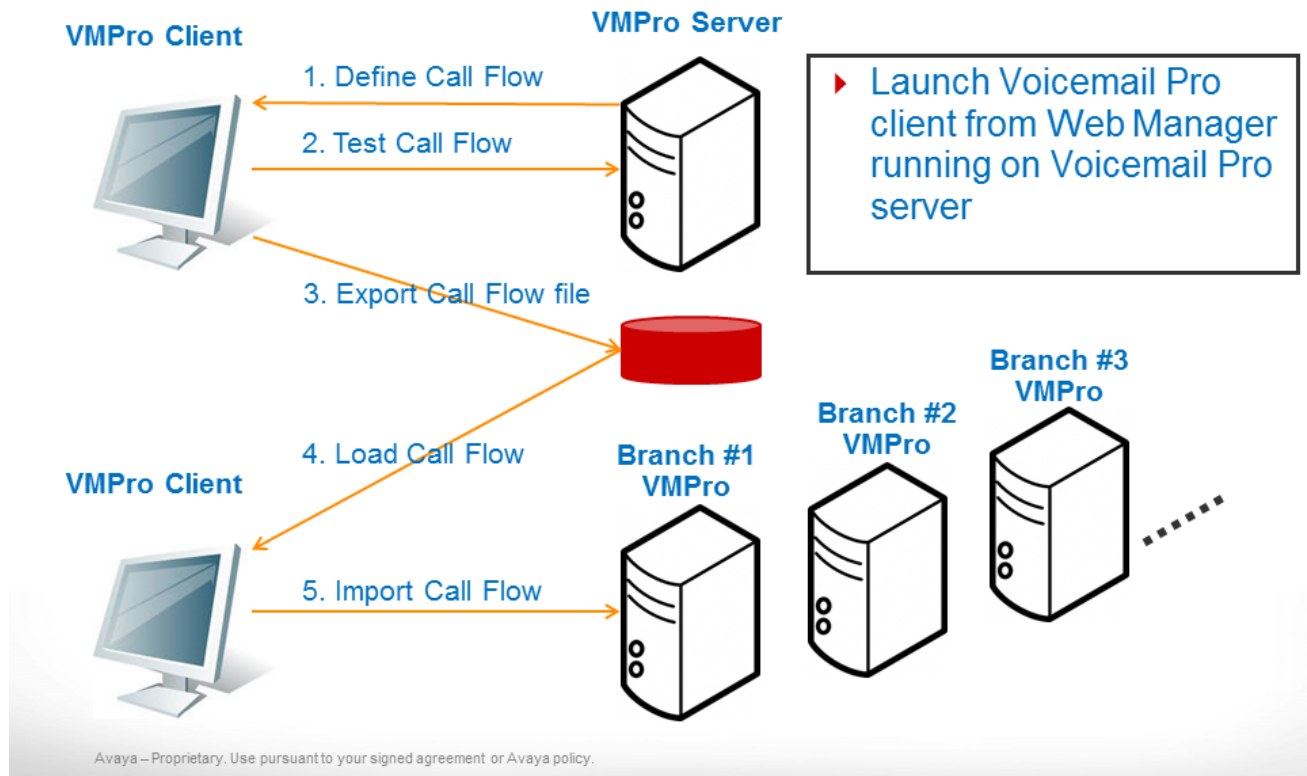 VMPro Client
VMPro Server
1. Define Call Flow
2. Test Call Flow
Launch Voicemail Pro
client from Web Manager
running on Voicemail Pro
server
3. Export Call Flow file
Branch #3
VMPro
Branch #2
VMPro
4. Load Call Flow
Branch #1
VMPro
VMPro Client
5. Import Call Flow
Avaya – Proprietary. Use pursuant to your signed agreement or Avaya policy.